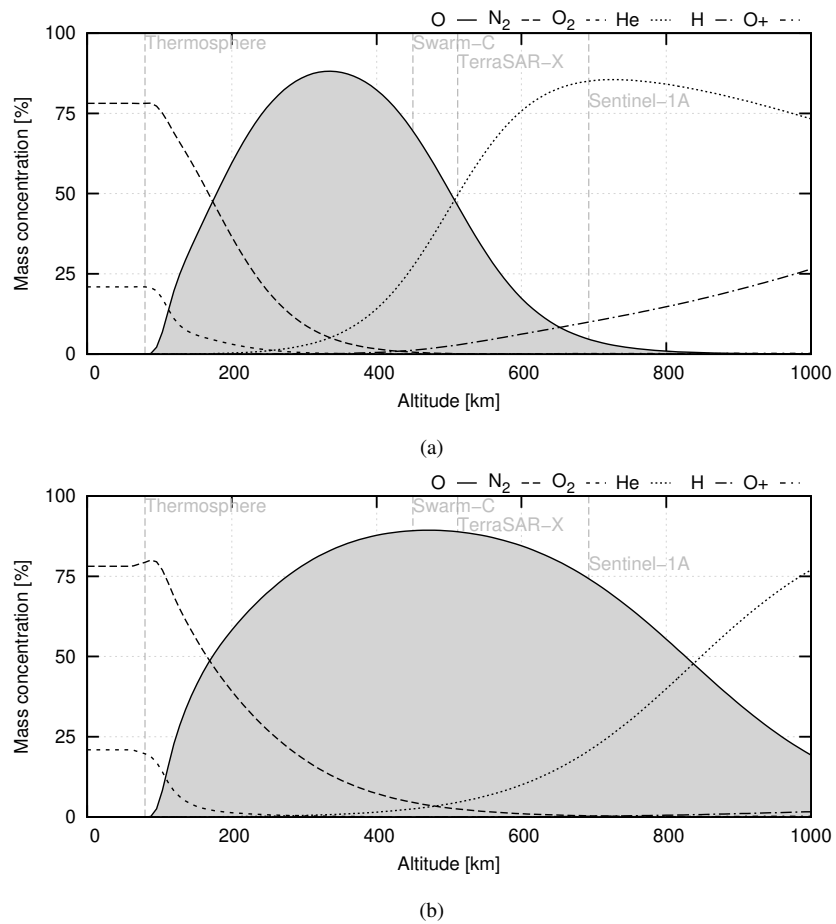 O N2 O2 He H O+
100
75
50
25
0
Mass concentration [%]
Thermosphere
Swarm−C
TerraSAR−X
Sentinel−1A
0 200 400 600 800 1000
Altitude [km]
(a)
O N2 O2 He H O+
100
75
50
25
0
Mass concentration [%]
Thermosphere
Swarm−C
TerraSAR−X
Sentinel−1A
0 200 400 600 800 1000
Altitude [km]
(b)